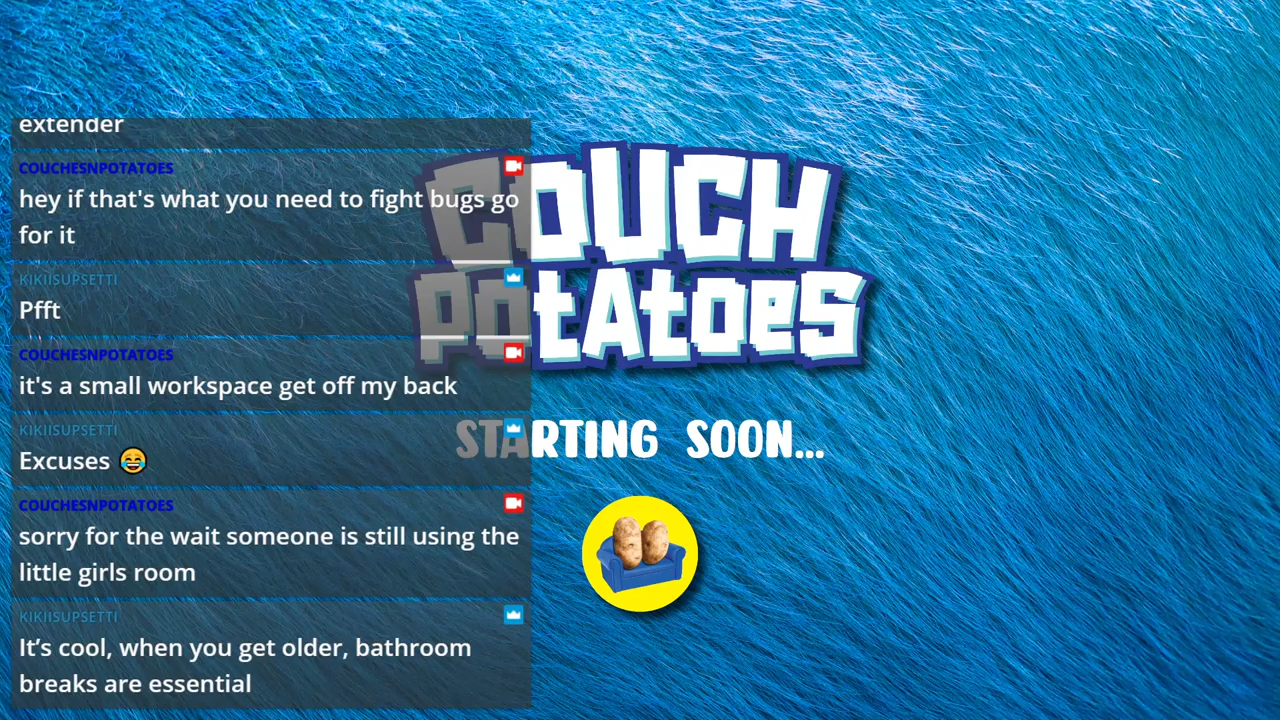 extender
COUCHESNPOTATOES
hey if that's what you need to fight bugs go
for it
KIKIISUPSETTI
Pfft
COUCHESNPOTATOES
it's a small workspace get off my back
KIKIISUPSETTI
Excuses 😂
COUCHESNPOTATOES
sorry for the wait someone is still using the
little girls room
KIKIISUPSETTI
It’s cool, when you get older, bathroom
breaks are essential
COUCH
POTATOES
STARTING SOON...